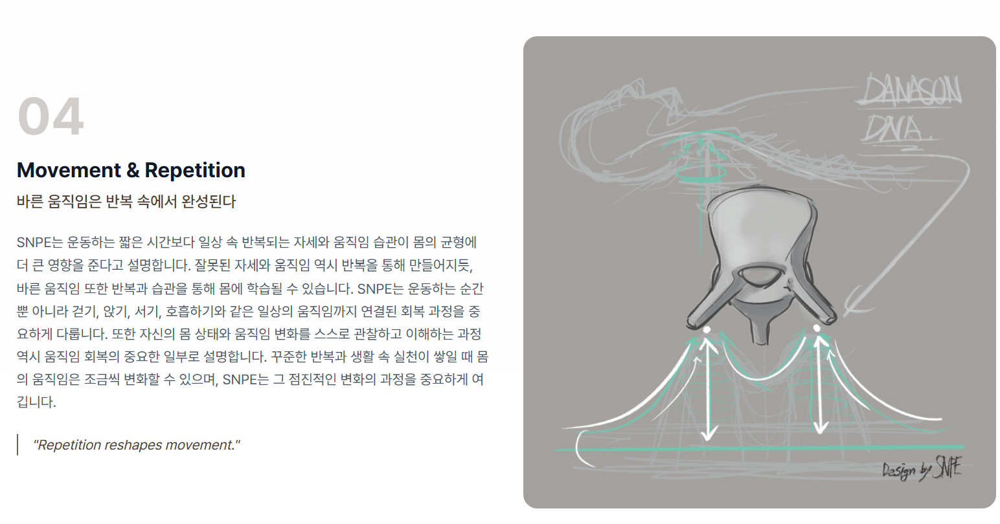 04
Movement & Repetition
바른 움직임은 반복 속에서 완성된다
SNPE는 운동하는 짧은 시간보다 일상 속 반복되는 자세와 움직임 습관이 몸의 균형에
더 큰 영향을 준다고 설명합니다. 잘못된 자세와 움직임 역시 반복을 통해 만들어지듯,
바른 움직임 또한 반복과 습관을 통해 몸에 학습될 수 있습니다. SNPE는 운동하는 순간
뿐 아니라 걷기, 앉기, 서기, 호흡하기와 같은 일상의 움직임까지 연결된 회복 과정을 중
요하게 다룹니다. 또한 자신의 몸 상태와 움직임 변화를 스스로 관찰하고 이해하는 과정
역시 움직임 회복의 중요한 일부로 설명합니다. 꾸준한 반복과 생활 속 실천이 쌓일 때 몸
의 움직임은 조금씩 변화할 수 있으며, SNPE는 그 점진적인 변화의 과정을 중요하게 여
깁니다.
"Repetition reshapes movement."
DANASON
DNA.
Design by SNPE